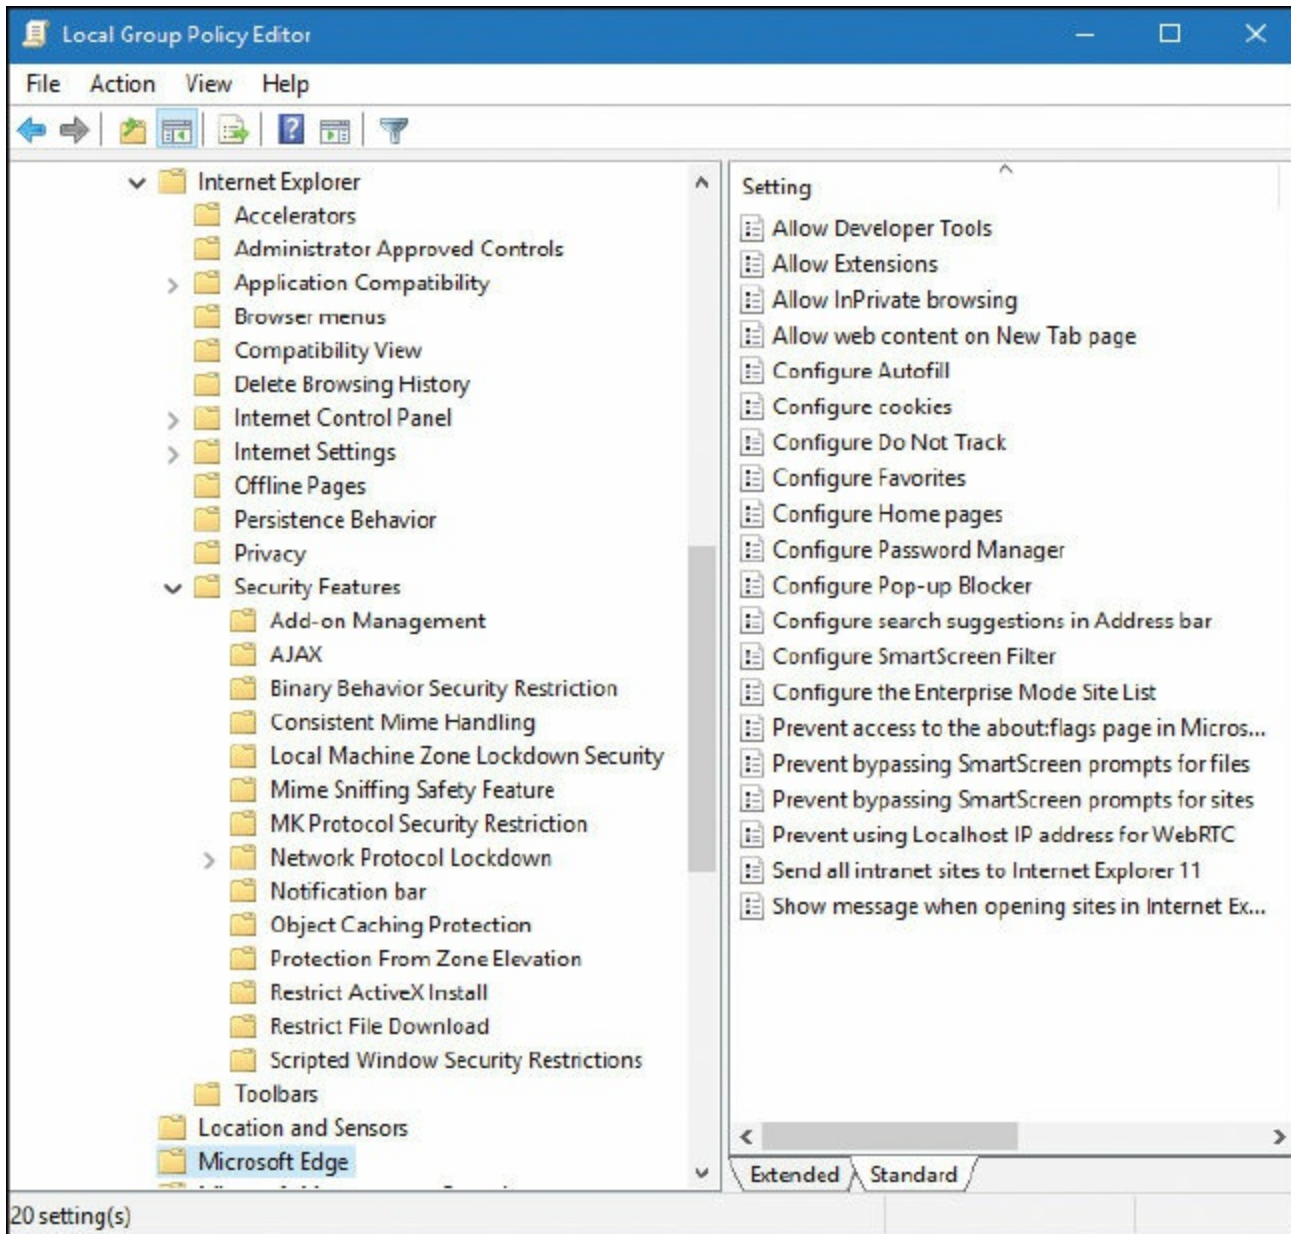 Local Group Policy Editor
File Action View Help
Internet Explorer
Accelerators
Administrator Approved Controls
Application Compatibility
Browser menus
Compatibility View
Delete Browsing History
Internet Control Panel
Internet Settings
Offline Pages
Persistence Behavior
Privacy
Security Features
Add-on Management
AJAX
Binary Behavior Security Restriction
Consistent Mime Handling
Local Machine Zone Lockdown Security
Mime Sniffing Safety Feature
MK Protocol Security Restriction
Network Protocol Lockdown
Notification bar
Object Caching Protection
Protection From Zone Elevation
Restrict ActiveX Install
Restrict File Download
Scripted Window Security Restrictions
Toolbars
Location and Sensors
Microsoft Edge
Setting
Allow Developer Tools
Allow Extensions
Allow InPrivate browsing
Allow web content on New Tab page
Configure Autofill
Configure cookies
Configure Do Not Track
Configure Favorites
Configure Home pages
Configure Password Manager
Configure Pop-up Blocker
Configure search suggestions in Address bar
Configure SmartScreen Filter
Configure the Enterprise Mode Site List
Prevent access to the about:flags page in Micros...
Prevent bypassing SmartScreen prompts for files
Prevent bypassing SmartScreen prompts for sites
Prevent using Localhost IP address for WebRTC
Send all intranet sites to Internet Explorer 11
Show message when opening sites in Internet Ex...
Extended Standard
20 setting(s)